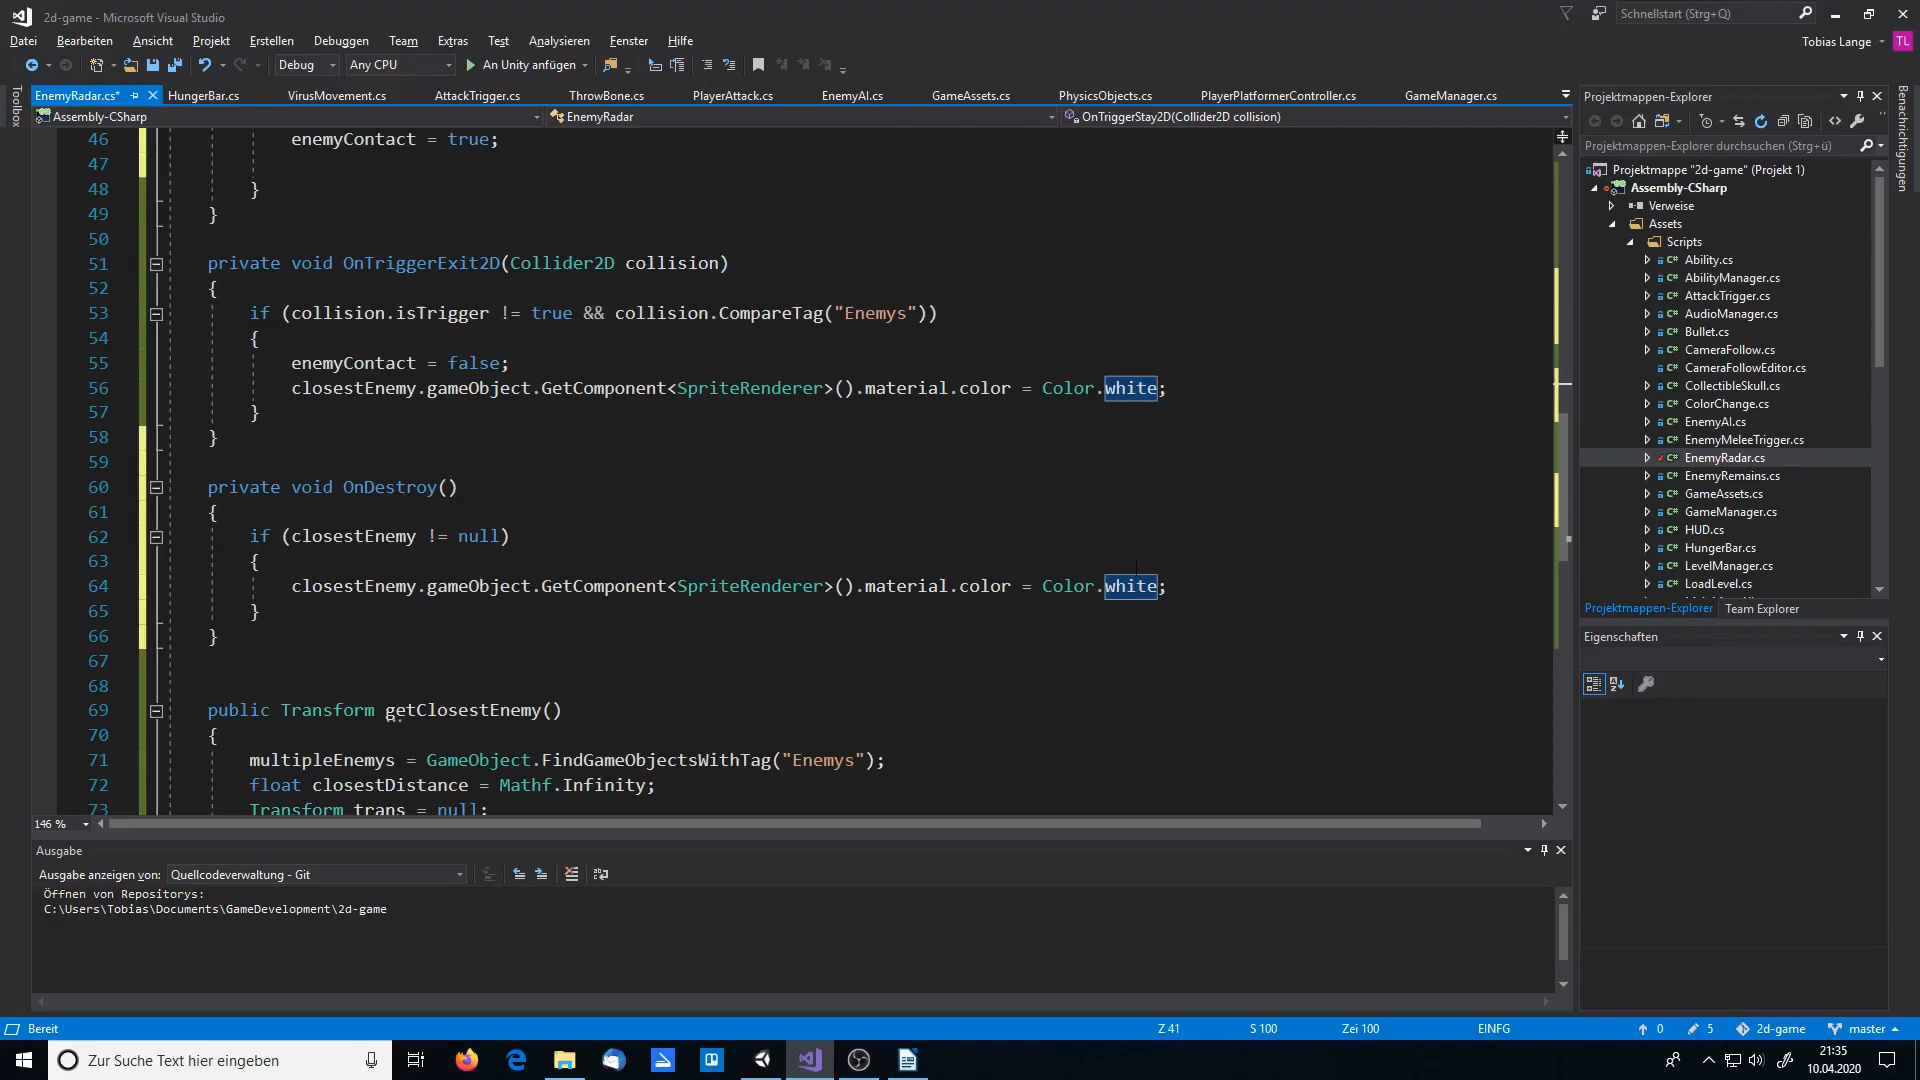 2d-game - Microsoft Visual Studio
Schnellstart (Strg+Q)
Datei Bearbeiten Ansicht Projekt Erstellen Debuggen Team Extras Test Analysieren Fenster Hilfe
Tobias Lange TL
Debug Any CPU An Unity anfügen
Toolbox
EnemyRadar.cs* HungerBar.cs VirusMovement.cs AttackTrigger.cs ThrowBone.cs PlayerAttack.cs EnemyAI.cs GameAssets.cs PhysicsObjects.cs PlayerPlatformerController.cs GameManager.cs
Assembly-CSharp EnemyRadar OnTriggerStay2D(Collider2D collision)
46 enemyContact = true;
47
48 }
49 }
50
51 private void OnTriggerExit2D(Collider2D collision)
52 {
53 if (collision.isTrigger != true && collision.CompareTag("Enemys"))
54 {
55 enemyContact = false;
56 closestEnemy.gameObject.GetComponent<SpriteRenderer>().material.color = Color.white;
57 }
58 }
59
60 private void OnDestroy()
61 {
62 if (closestEnemy != null)
63 {
64 closestEnemy.gameObject.GetComponent<SpriteRenderer>().material.color = Color.white;
65 }
66 }
67
68
69 public Transform getClosestEnemy()
70 {
71 multipleEnemys = GameObject.FindGameObjectsWithTag("Enemys");
72 float closestDistance = Mathf.Infinity;
73 Transform trans = null;
146 %
Ausgabe
Ausgabe anzeigen von: Quellcodeverwaltung - Git
Öffnen von Repositorys:
C:\Users\Tobias\Documents\GameDevelopment\2d-game
Projektmappen-Explorer
Projektmappen-Explorer durchsuchen (Strg+ü)
Projektmappe "2d-game" (Projekt 1)
Assembly-CSharp
Verweise
Assets
Scripts
C# Ability.cs
C# AbilityManager.cs
C# AttackTrigger.cs
C# AudioManager.cs
C# Bullet.cs
C# CameraFollow.cs
C# CameraFollowEditor.cs
C# CollectibleSkull.cs
C# ColorChange.cs
C# EnemyAI.cs
C# EnemyMeleeTrigger.cs
C# EnemyRadar.cs
C# EnemyRemains.cs
C# GameAssets.cs
C# GameManager.cs
C# HUD.cs
C# HungerBar.cs
C# LevelManager.cs
C# LoadLevel.cs
Projektmappen-Explorer Team Explorer
Eigenschaften
Benachrichtigungen
Bereit Z 41 S 100 Zei 100 EINFG 0 5 2d-game master
Zur Suche Text hier eingeben
21:35
10.04.2020